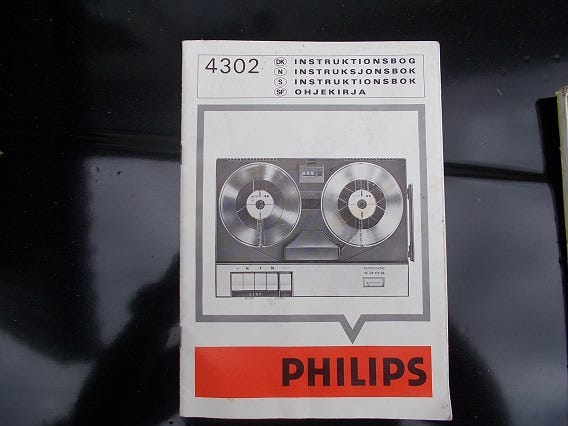 4302
DK INSTRUKTIONSBOG
N INSTRUKSJONSBOK
S INSTRUKTIONSBOK
SF OHJEKIRJA
PHILIPS